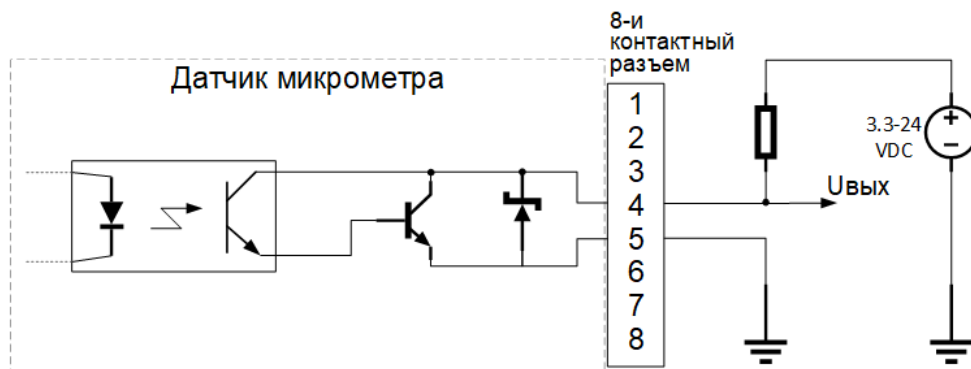 8-и
контактный
разъем
Датчик микрометра
1
2
3
4
5
6
7
8
3.3-24
VDC
+
−
Uвых